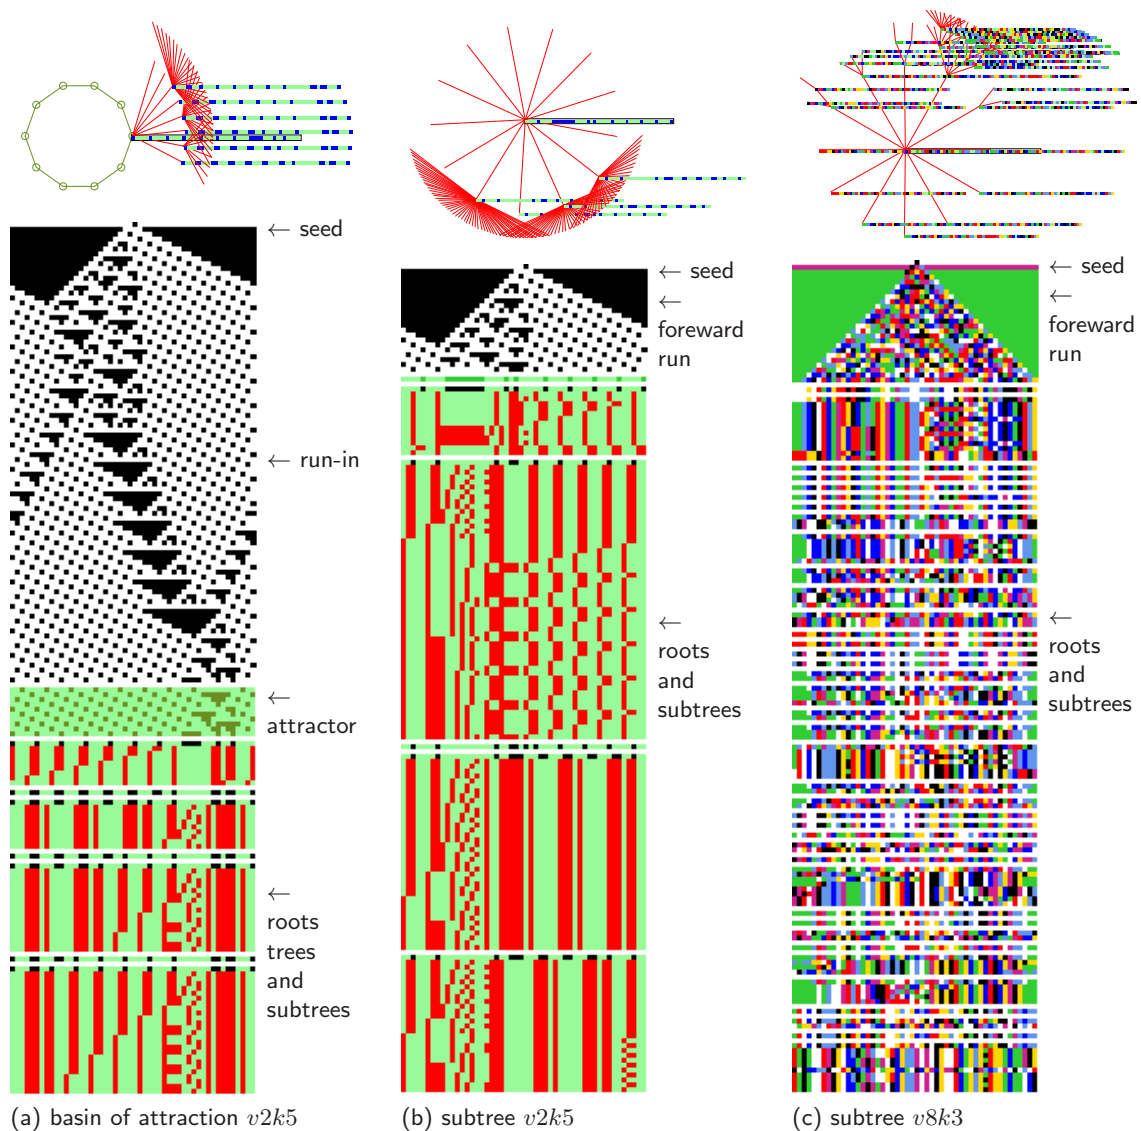 ← seed
← run-in
←
attractor
←
roots
trees
and
subtrees
(a) basin of attraction v2k5
← seed
←
foreward
run
←
roots
and
subtrees
(b) subtree v2k5
← seed
←
foreward
run
←
roots
and
subtrees
(c) subtree v8k3